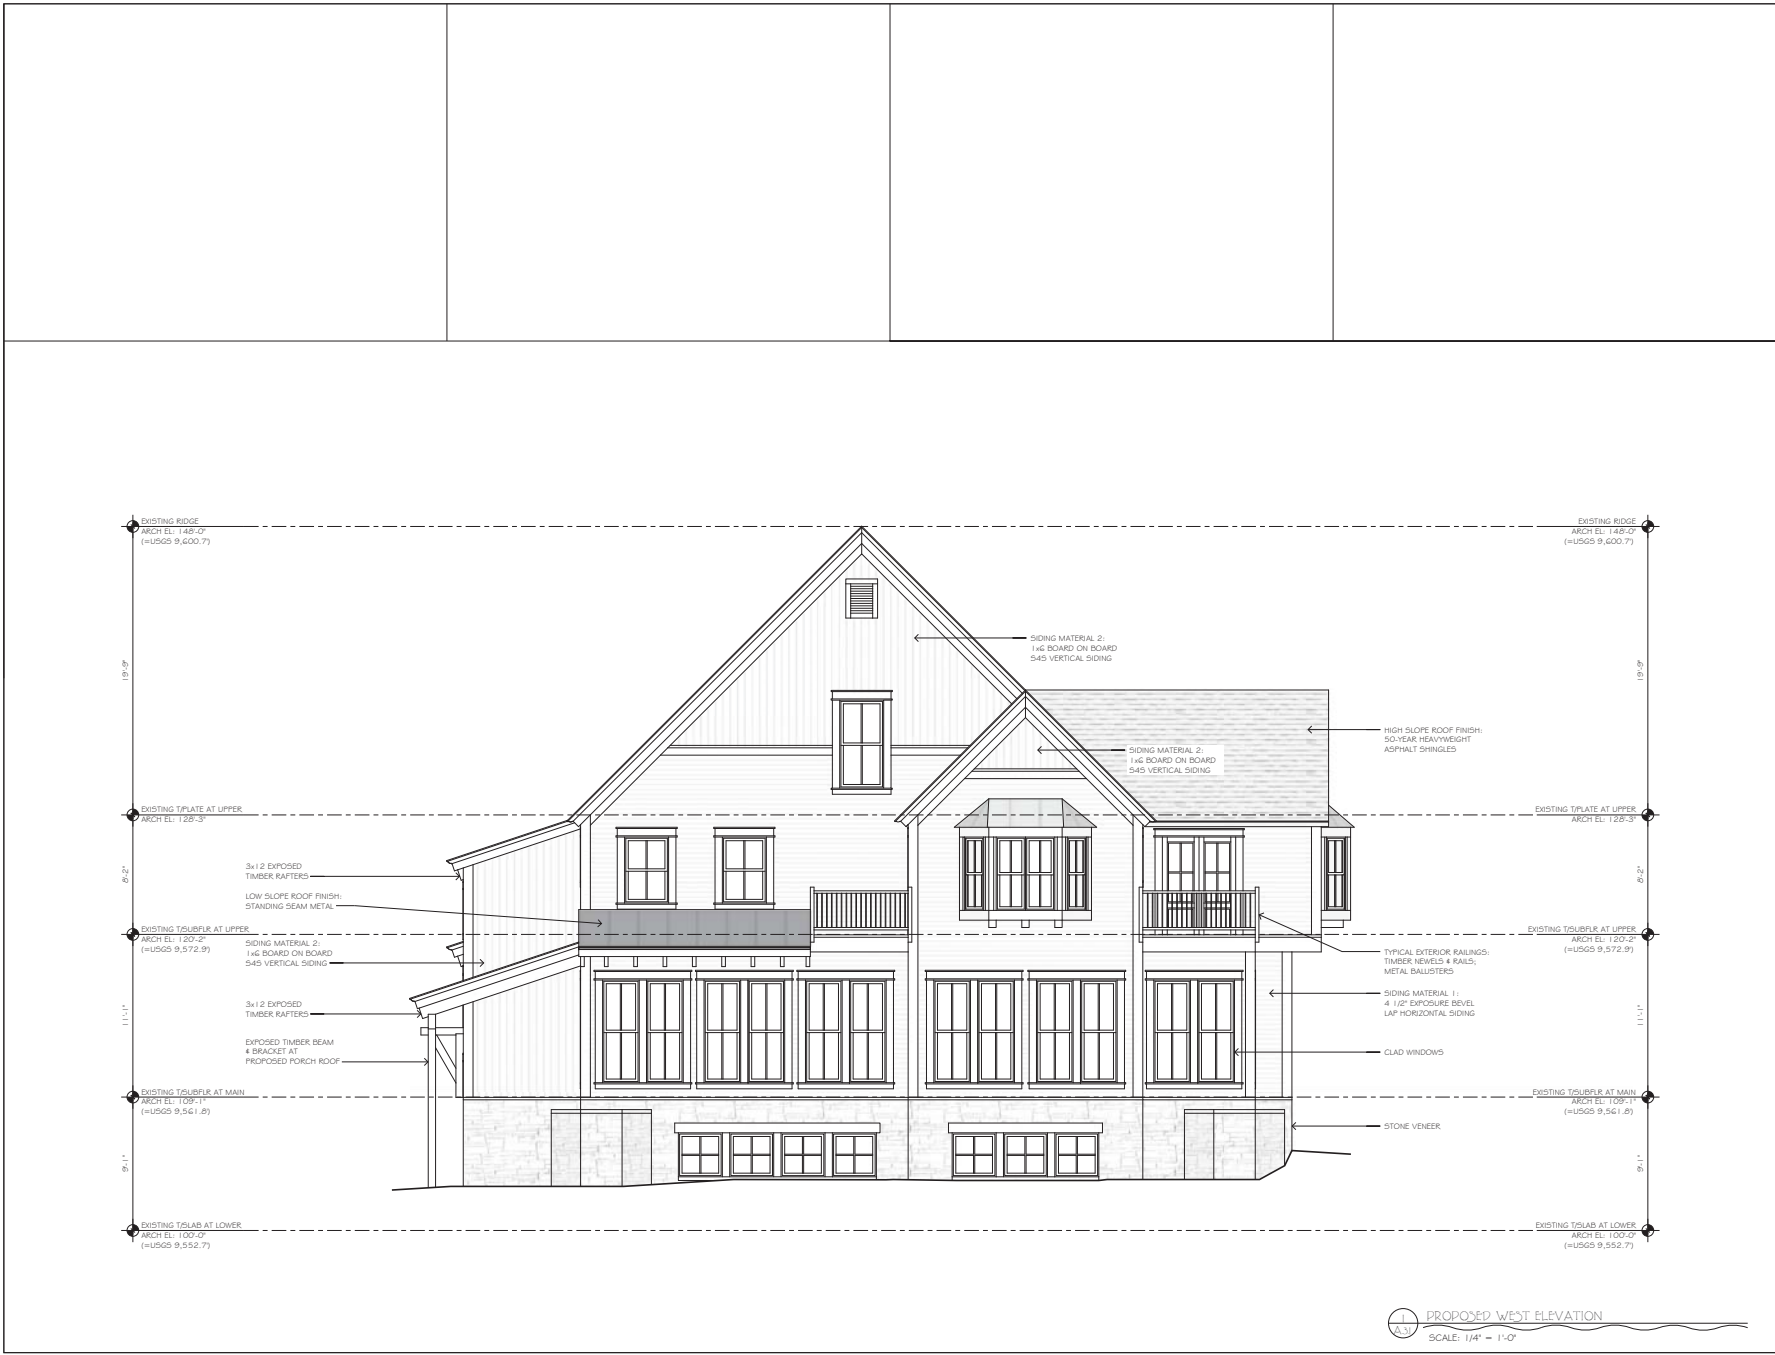 EXISTING RIDGE
ARCH EL: 148'-0"
(=USGS 9,600.7')
EXISTING RIDGE
ARCH EL: 148'-0"
(=USGS 9,600.7')
19'-9"
19'-9"
SIDING MATERIAL 2:
1x6 BOARD ON BOARD
S4S VERTICAL SIDING
HIGH SLOPE ROOF FINISH:
50-YEAR HEAVYWEIGHT
ASPHALT SHINGLES
SIDING MATERIAL 2:
1x6 BOARD ON BOARD
S4S VERTICAL SIDING
EXISTING T/PLATE AT UPPER
ARCH EL: 128'-3"
EXISTING T/PLATE AT UPPER
ARCH EL: 128'-3"
8'-2"
8'-2"
3x12 EXPOSED
TIMBER RAFTERS
LOW SLOPE ROOF FINISH:
STANDING SEAM METAL
EXISTING T/SUBFLR AT UPPER
ARCH EL: 120'-2"
(=USGS 9,572.9')
EXISTING T/SUBFLR AT UPPER
ARCH EL: 120'-2"
(=USGS 9,572.9')
SIDING MATERIAL 2:
1x6 BOARD ON BOARD
S4S VERTICAL SIDING
TYPICAL EXTERIOR RAILINGS:
TIMBER NEWELS & RAILS;
METAL BALUSTERS
3x12 EXPOSED
TIMBER RAFTERS
SIDING MATERIAL 1:
4 1/2" EXPOSURE BEVEL
LAP HORIZONTAL SIDING
11'-1"
11'-1"
EXPOSED TIMBER BEAM
& BRACKET AT
PROPOSED PORCH ROOF
CLAD WINDOWS
EXISTING T/SUBFLR AT MAIN
ARCH EL: 109'-1"
(=USGS 9,561.8')
EXISTING T/SUBFLR AT MAIN
ARCH EL: 109'-1"
(=USGS 9,561.8')
STONE VENEER
9'-1"
9'-1"
EXISTING T/SLAB AT LOWER
ARCH EL: 100'-0"
(=USGS 9,552.7')
EXISTING T/SLAB AT LOWER
ARCH EL: 100'-0"
(=USGS 9,552.7')
1
A3.1
PROPOSED WEST ELEVATION
SCALE: 1/4" = 1'-0"